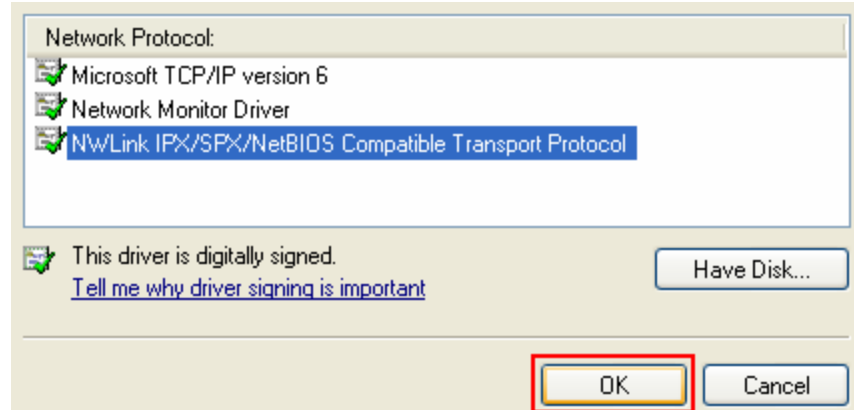 Network Protocol:
Microsoft TCP/IP version 6
Network Monitor Driver
NWLink IPX/SPX/NetBIOS Compatible Transport Protocol
This driver is digitally signed.
Tell me why driver signing is important
Have Disk...
OK
Cancel